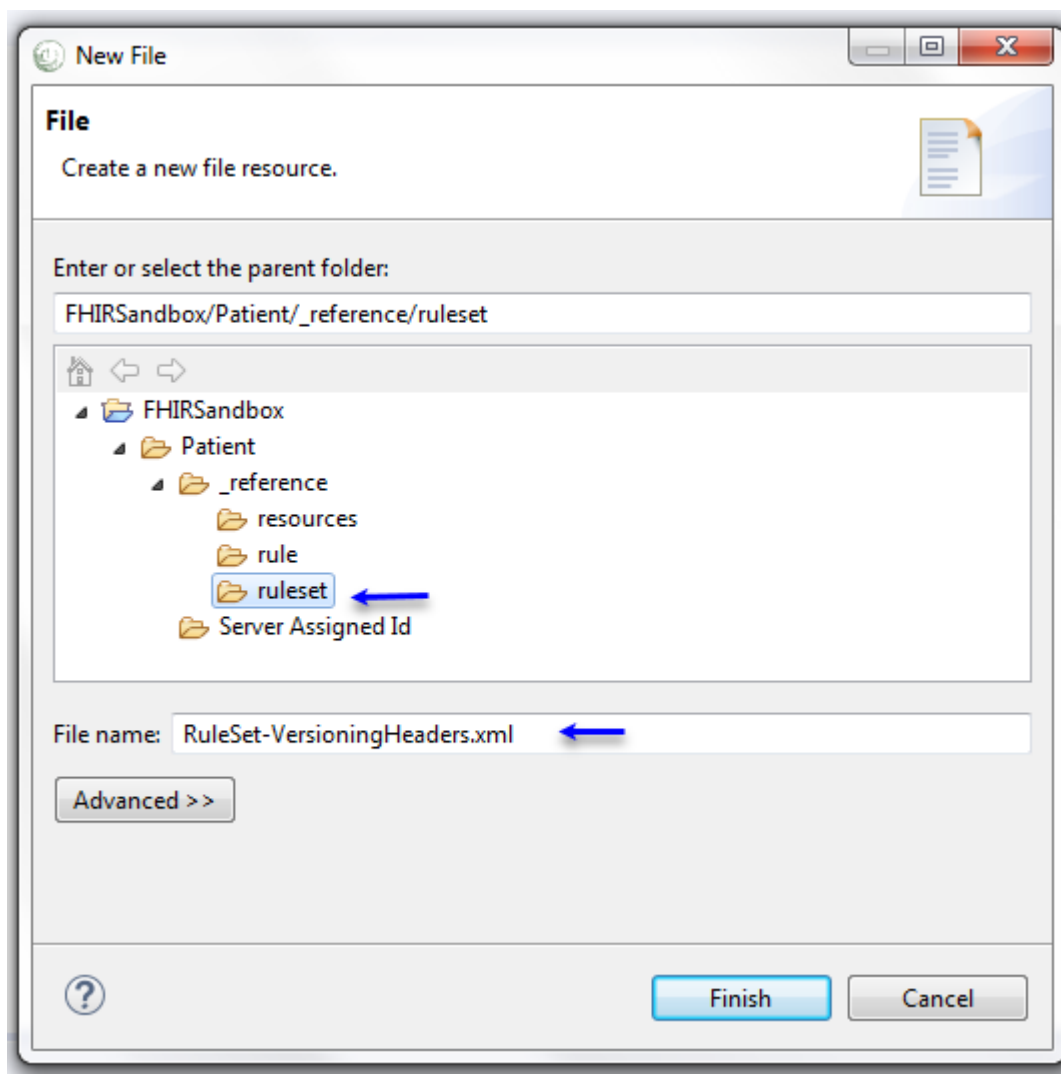 New File
File
Create a new file resource.
Enter or select the parent folder:
FHIRSandbox/Patient/_reference/ruleset
FHIRSandbox
Patient
_reference
resources
rule
ruleset
Server Assigned Id
File name: RuleSet-VersioningHeaders.xml
Advanced >>
? Finish Cancel